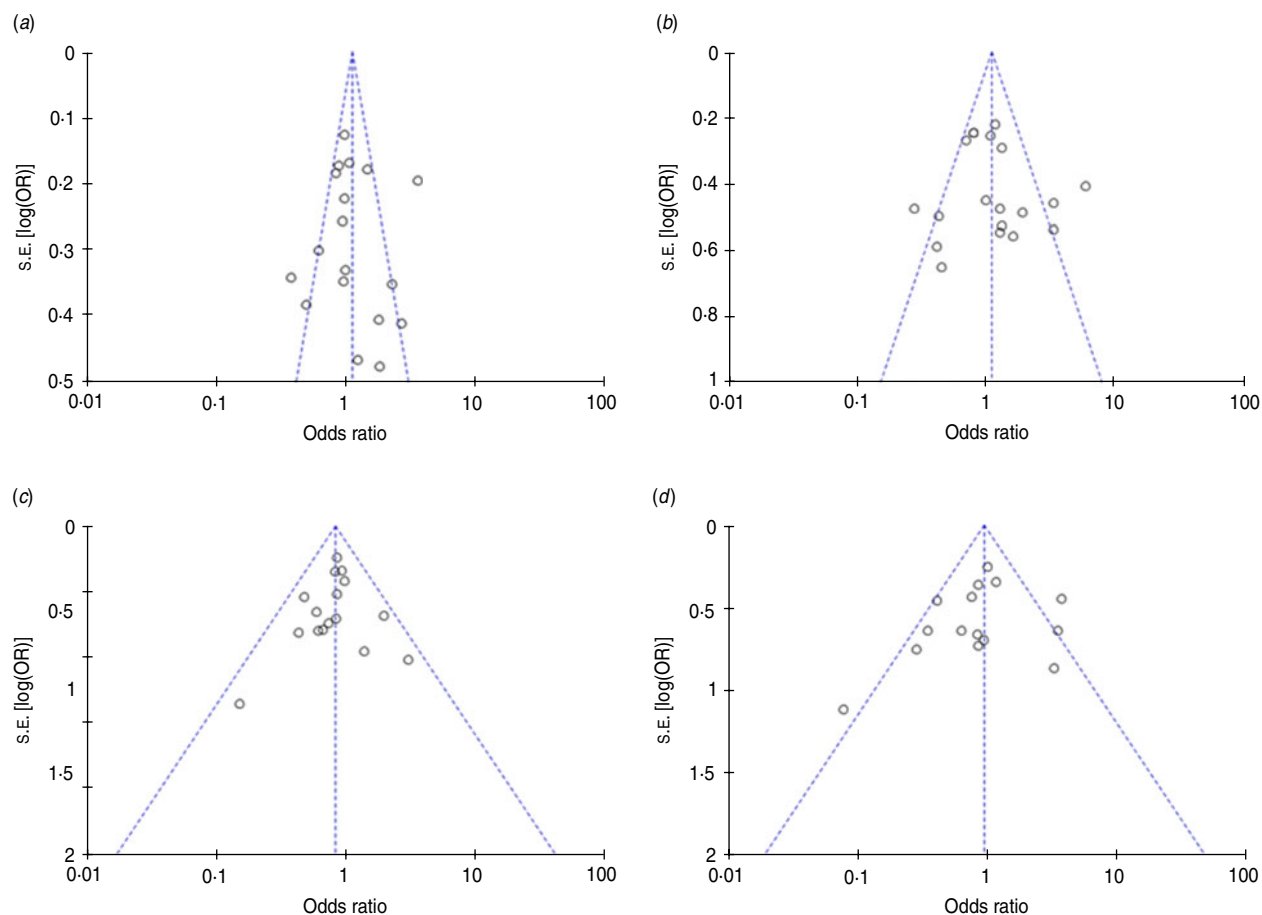 (a)
0
0·1
0·2
0·3
0·4
0·5
S.E. [log(OR)]
0·01 0·1 1 10 100
Odds ratio
(b)
0
0·2
0·4
0·6
0·8
1
S.E. [log(OR)]
0·01 0·1 1 10 100
Odds ratio
(c)
0
0·5
1
1·5
2
S.E. [log(OR)]
0·01 0·1 1 10 100
Odds ratio
(d)
0
0·5
1
1·5
2
S.E. [log(OR)]
0·01 0·1 1 10 100
Odds ratio